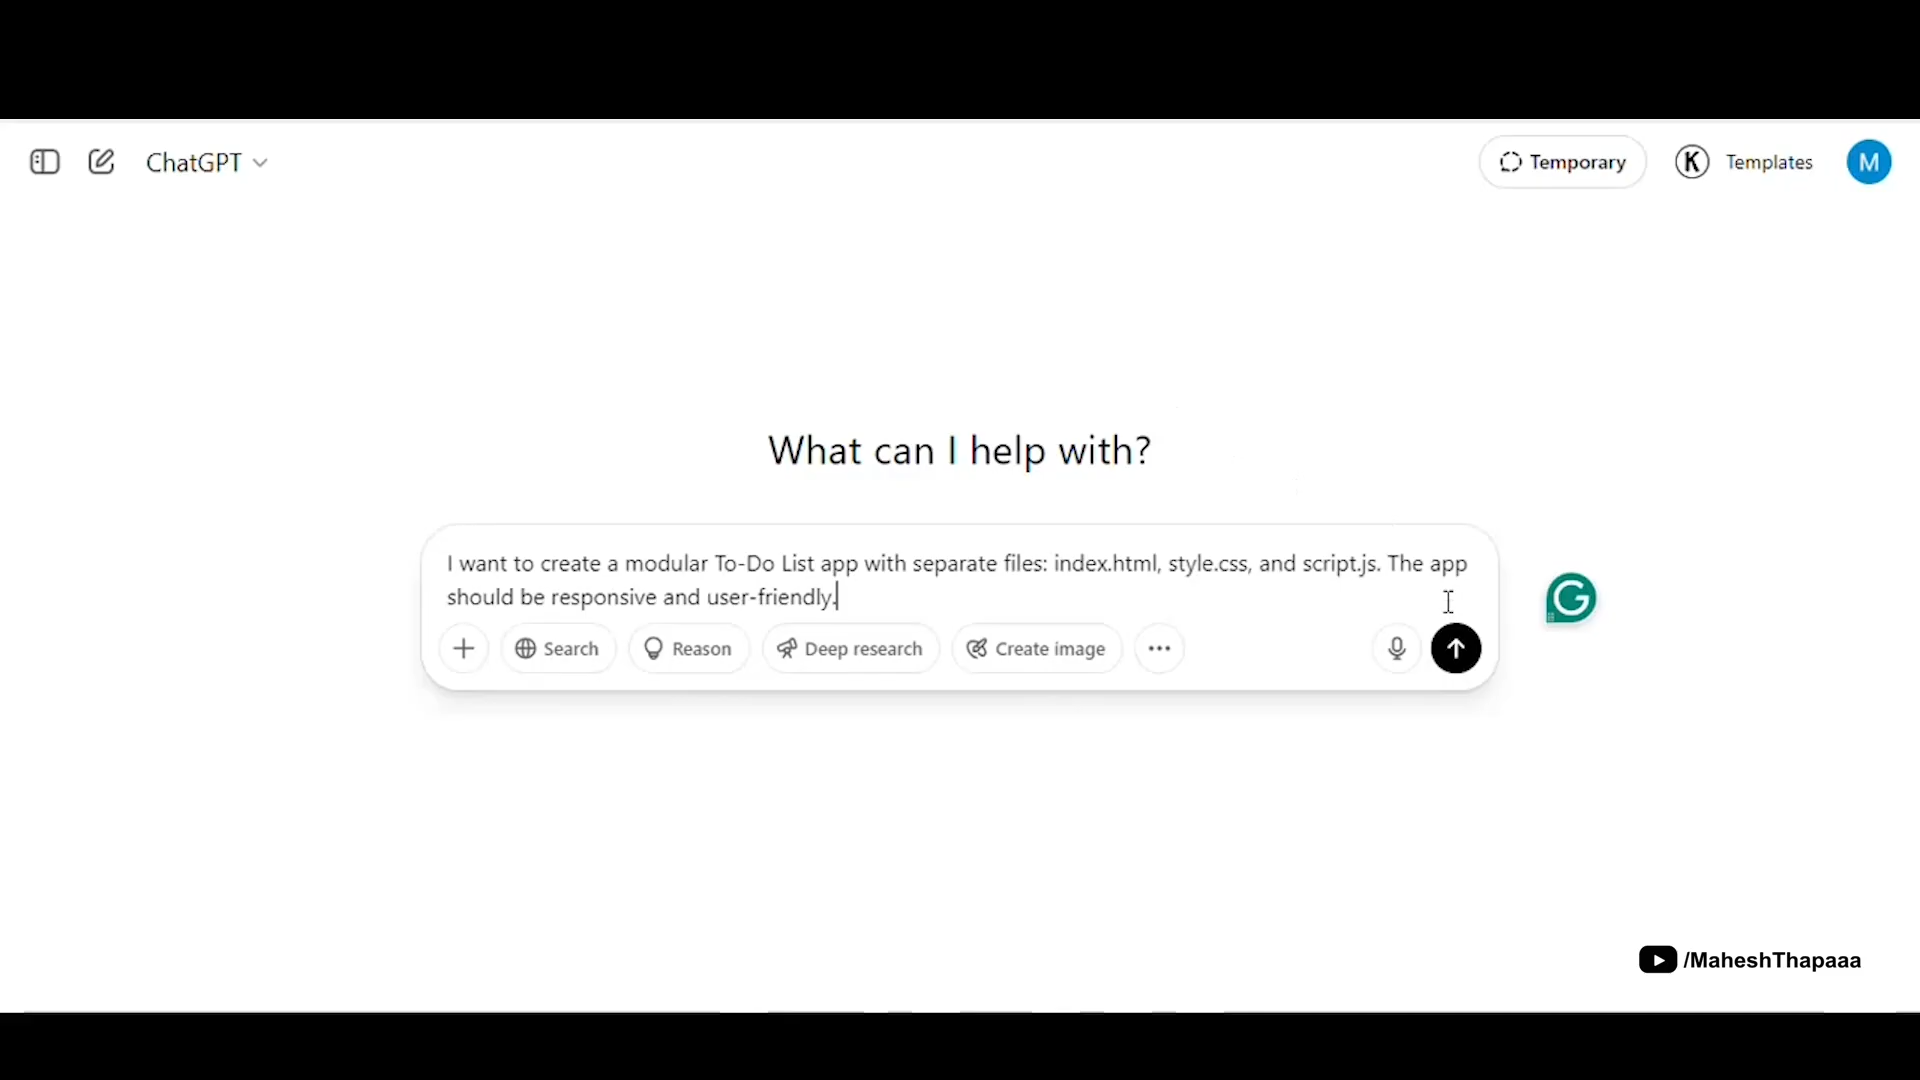 ChatGPT
Temporary
K Templates
M
What can I help with?
I want to create a modular To-Do List app with separate files: index.html, style.css, and script.js. The app
should be responsive and user-friendly.
Search
Reason
Deep research
Create image
G
/MaheshThapaaa